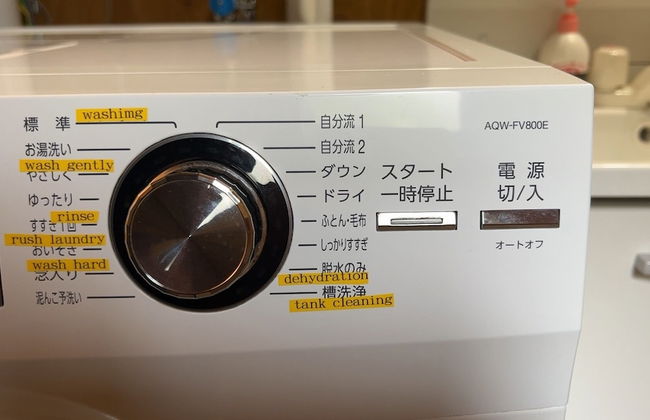 標準
washimg
お湯洗い
wash gently
やさしく
ゆったり
rinse
すすぎ1回
rush laundry
おいそぎ
wash hard
念入り
泥んこ予洗い
自分流1
自分流2
ダウン
ドライ
ふとん・毛布
しっかりすすぎ
脱水のみ
dehydration
槽洗浄
tank cleaning
スタート
一時停止
AQW-FV800E
電源
切/入
オートオフ